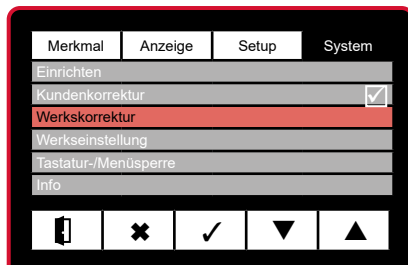 Merkmal Anzeige Setup System
Einrichten
Kundenkorrektur
Werkskorrektur
Werkseinstellung
Tastatur-/Menüsperre
Info